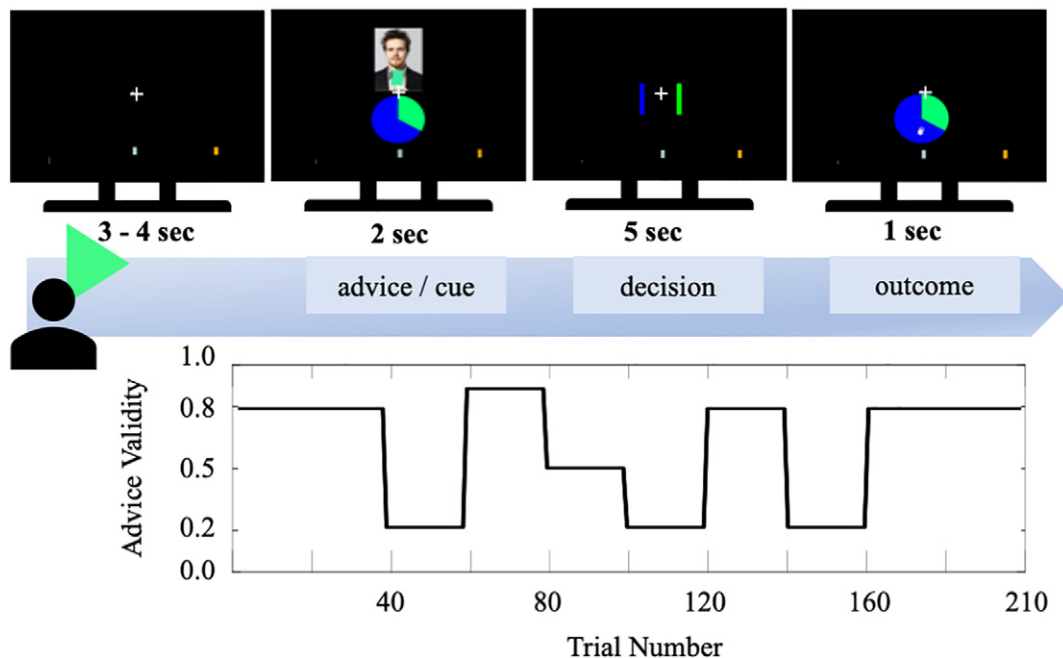 3 - 4 sec
2 sec
5 sec
1 sec
advice / cue
decision
outcome
1.0
0.8
0.5
0.2
0.0
Advice Validity
40
80
120
160
210
Trial Number